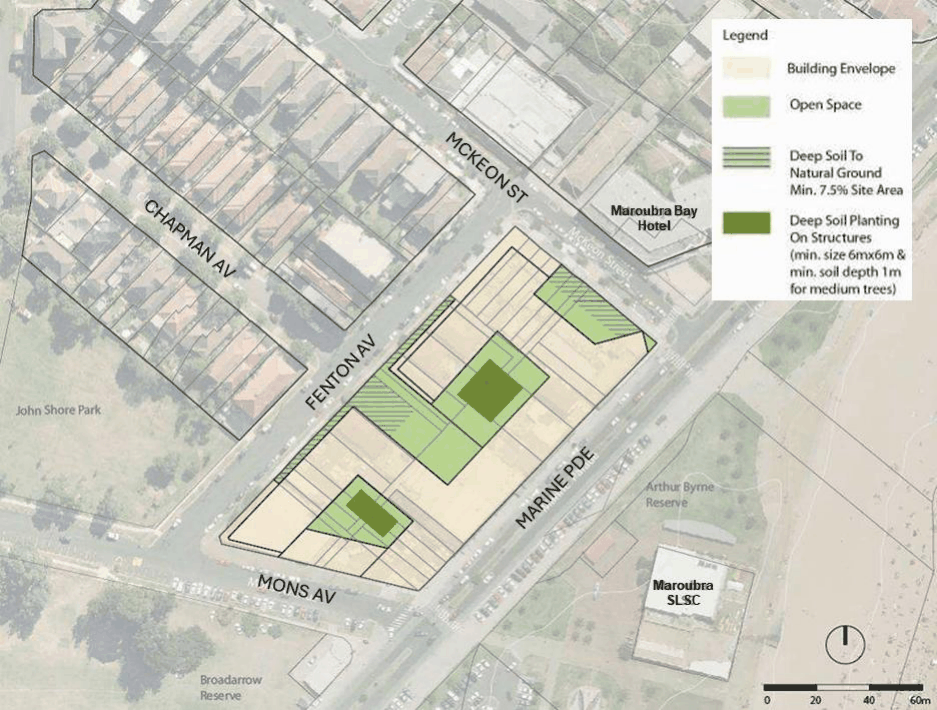 Legend
Building Envelope
Open Space
Deep Soil To
Natural Ground
Min. 7.5% Site Area
Deep Soil Planting
On Structures
(min. size 6mx6m &
min. soil depth 1m
for medium trees)
MCKEON ST
Maroubra Bay
Hotel
McKeon Street
CHAPMAN AV
FENTON AV
John Shore Park
MARINE PDE
Arthur Byrne
Reserve
Maroubra
SLSC
MONS AV
Broadarrow
Reserve
0 20 40 60m